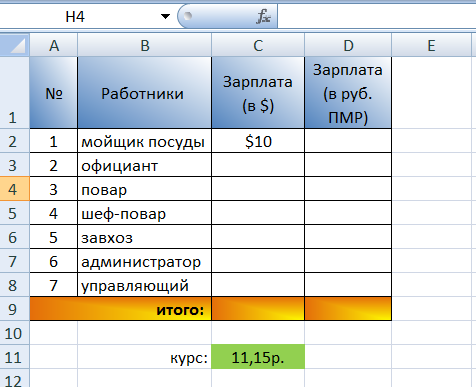 H4 fx
A B C D E
1 № Работники Зарплата (в $) Зарплата (в руб. ПМР)
2 1 мойщик посуды $10
3 2 официант
4 3 повар
5 4 шеф-повар
6 5 завхоз
7 6 администратор
8 7 управляющий
9 итого:
10
11 курс: 11,15р.
12